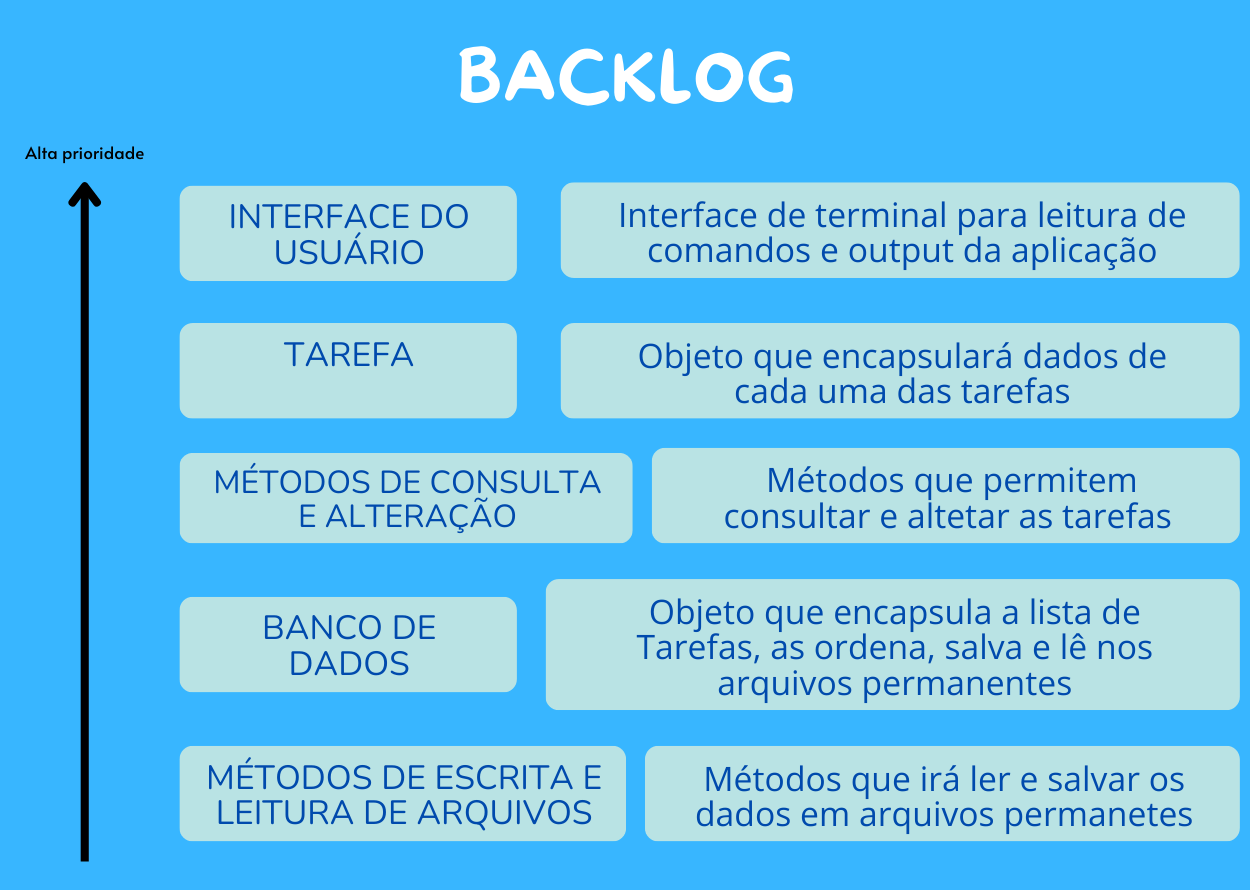 BACKLOG
Alta prioridade
INTERFACE DO
USUÁRIO
Interface de terminal para leitura de
comandos e output da aplicação
TAREFA
Objeto que encapsulará dados de
cada uma das tarefas
MÉTODOS DE CONSULTA
E ALTERAÇÃO
Métodos que permitem
consultar e altetar as tarefas
BANCO DE
DADOS
Objeto que encapsula a lista de
Tarefas, as ordena, salva e lê nos
arquivos permanentes
MÉTODOS DE ESCRITA E
LEITURA DE ARQUIVOS
Métodos que irá ler e salvar os
dados em arquivos permanetes